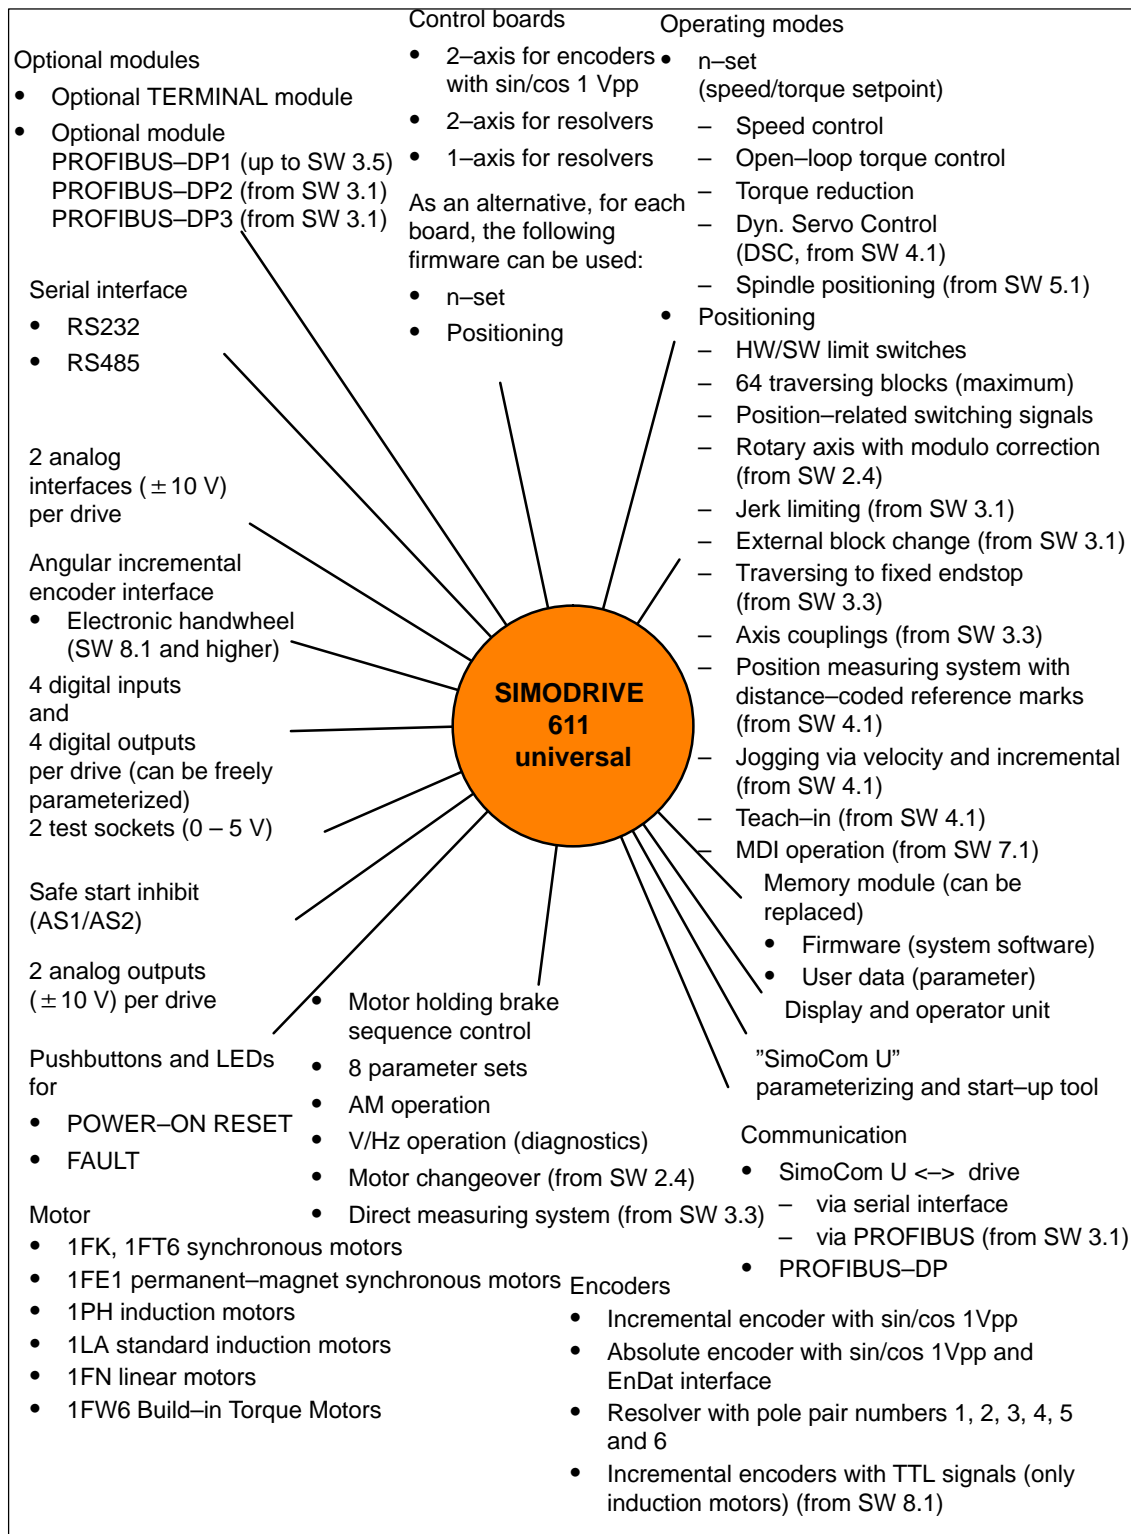 Optional modules
• Optional TERMINAL module
• Optional module
PROFIBUS–DP1 (up to SW 3.5)
PROFIBUS–DP2 (from SW 3.1)
PROFIBUS–DP3 (from SW 3.1)
Serial interface
• RS232
• RS485
2 analog
interfaces (±10 V)
per drive
Angular incremental
encoder interface
• Electronic handwheel
(SW 8.1 and higher)
4 digital inputs
and
4 digital outputs
per drive (can be freely
parameterized)
2 test sockets (0 – 5 V)
Safe start inhibit
(AS1/AS2)
2 analog outputs
(±10 V) per drive
Pushbuttons and LEDs
for
• POWER–ON RESET
• FAULT
Motor
• 1FK, 1FT6 synchronous motors
• 1FE1 permanent–magnet synchronous motors
• 1PH induction motors
• 1LA standard induction motors
• 1FN linear motors
• 1FW6 Build–in Torque Motors
Control boards
• 2–axis for encoders
with sin/cos 1 Vpp
• 2–axis for resolvers
• 1–axis for resolvers
As an alternative, for each
board, the following
firmware can be used:
• n–set
• Positioning
SIMODRIVE
611
universal
• Motor holding brake
sequence control
• 8 parameter sets
• AM operation
• V/Hz operation (diagnostics)
• Motor changeover (from SW 2.4)
• Direct measuring system (from SW 3.3)
Operating modes
• n–set
(speed/torque setpoint)
– Speed control
– Open–loop torque control
– Torque reduction
– Dyn. Servo Control
(DSC, from SW 4.1)
– Spindle positioning (from SW 5.1)
• Positioning
– HW/SW limit switches
– 64 traversing blocks (maximum)
– Position–related switching signals
– Rotary axis with modulo correction
(from SW 2.4)
– Jerk limiting (from SW 3.1)
– External block change (from SW 3.1)
– Traversing to fixed endstop
(from SW 3.3)
– Axis couplings (from SW 3.3)
– Position measuring system with
distance–coded reference marks
(from SW 4.1)
– Jogging via velocity and incremental
(from SW 4.1)
– Teach–in (from SW 4.1)
– MDI operation (from SW 7.1)
Memory module (can be
replaced)
• Firmware (system software)
• User data (parameter)
Display and operator unit
”SimoCom U”
parameterizing and start–up tool
Communication
• SimoCom U <–> drive
– via serial interface
– via PROFIBUS (from SW 3.1)
• PROFIBUS–DP
Encoders
• Incremental encoder with sin/cos 1Vpp
• Absolute encoder with sin/cos 1Vpp and
EnDat interface
• Resolver with pole pair numbers 1, 2, 3, 4, 5
and 6
• Incremental encoders with TTL signals (only
induction motors) (from SW 8.1)